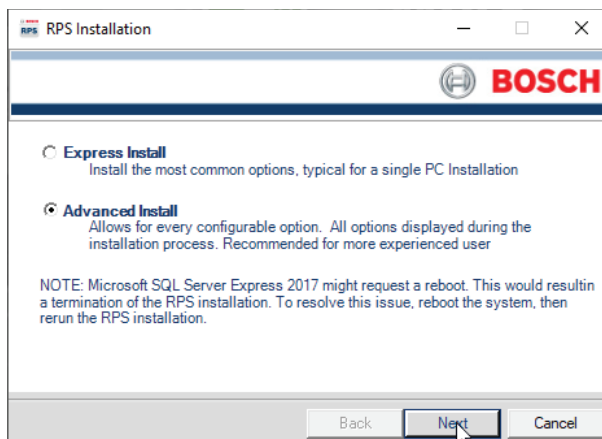 RPS RPS Installation
BOSCH
Express Install
Install the most common options, typical for a single PC Installation
Advanced Install
Allows for every configurable option. All options displayed during the
installation process. Recommended for more experienced user
NOTE: Microsoft SQL Server Express 2017 might request a reboot. This would resultin
a termination of the RPS installation. To resolve this issue, reboot the system, then
rerun the RPS installation.
Back Next Cancel